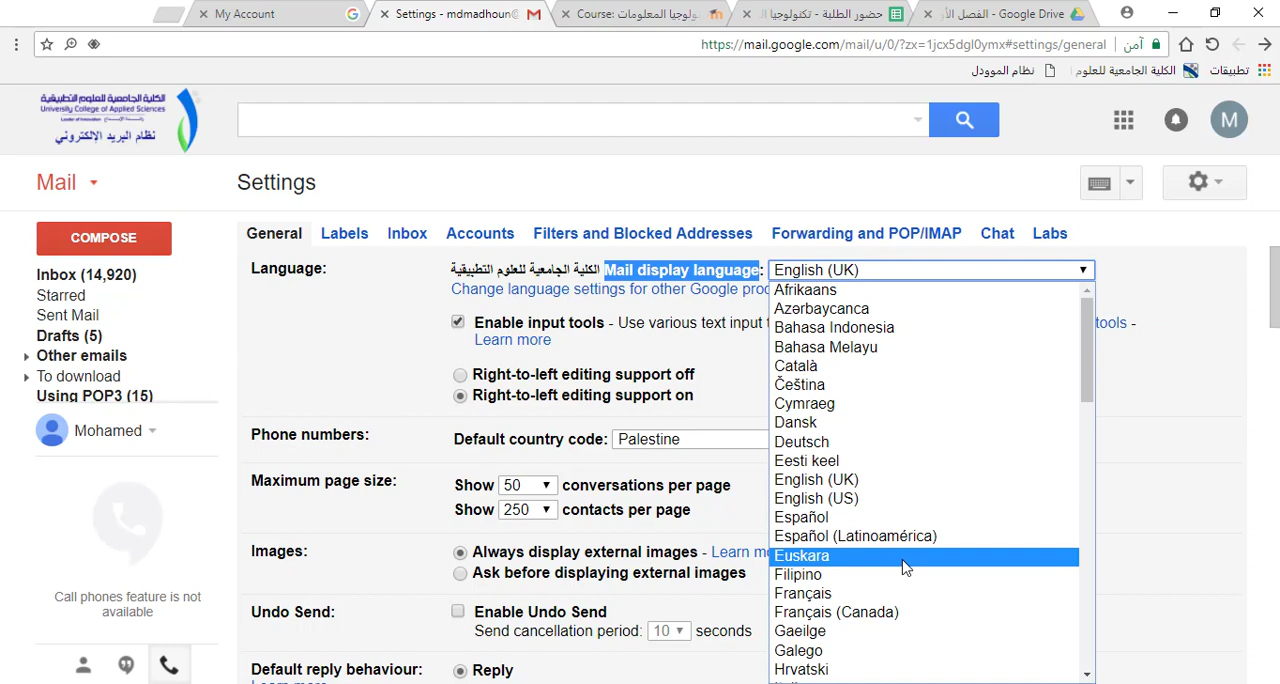 My Account
Settings - mdmadhoun@
Course: تكنولوجيا المعلومات
حضور الطلبة - تكنولوجيا
الفصل الأ - Google Drive
https://mail.google.com/mail/u/0/?zx=1jcx5dgl0ymx#settings/general
آمن
تطبيقات
الكلية الجامعية للعلوم
نظام الموودل
الكلية الجامعية للعلوم التطبيقية
University College of Applied Sciences
نظام البريد الإلكتروني
M
Mail
Settings
COMPOSE
Inbox (14,920)
Starred
Sent Mail
Drafts (5)
Other emails
To download
Using POP3 (15)
Mohamed
Call phones feature is not
available
General Labels Inbox Accounts Filters and Blocked Addresses Forwarding and POP/IMAP Chat Labs
Language:
الكلية الجامعية للعلوم التطبيقية Mail display language: English (UK)
Change language settings for other Google pro
Enable input tools - Use various text input t
tools -
Learn more
Right-to-left editing support off
Right-to-left editing support on
Phone numbers:
Default country code: Palestine
Maximum page size:
Show 50 conversations per page
Show 250 contacts per page
Images:
Always display external images - Learn mo
Ask before displaying external images
Undo Send:
Enable Undo Send
Send cancellation period: 10 seconds
Default reply behaviour:
Reply
Afrikaans
Azərbaycanca
Bahasa Indonesia
Bahasa Melayu
Català
Čeština
Cymraeg
Dansk
Deutsch
Eesti keel
English (UK)
English (US)
Español
Español (Latinoamérica)
Euskara
Filipino
Français
Français (Canada)
Gaeilge
Galego
Hrvatski